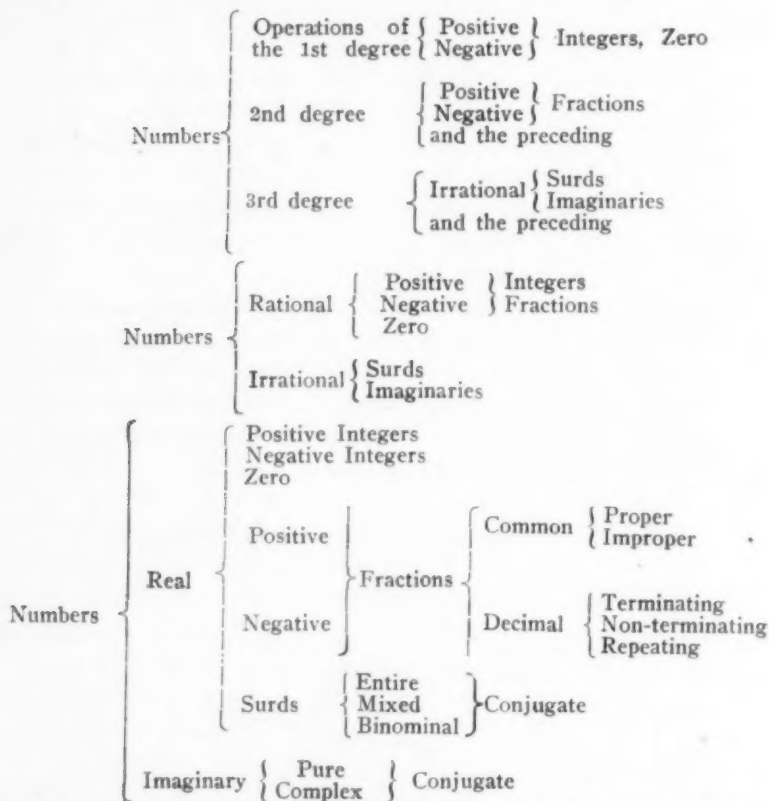 Operations of { Positive } Integers, Zero
the 1st degree { Negative }
2nd degree { Positive } Fractions
Negative
and the preceding
Numbers
3rd degree { Irrational { Surds
Imaginaries
and the preceding
Rational { Positive } Integers
Negative } Fractions
Zero
Numbers
Irrational { Surds
Imaginaries
Positive Integers
Negative Integers
Zero
Common { Proper
Improper
Positive
Real
Fractions
Numbers
Negative
Decimal { Terminating
Non-terminating
Repeating
Surds { Entire
Mixed } Conjugate
Binominal
Imaginary { Pure } Conjugate
Complex